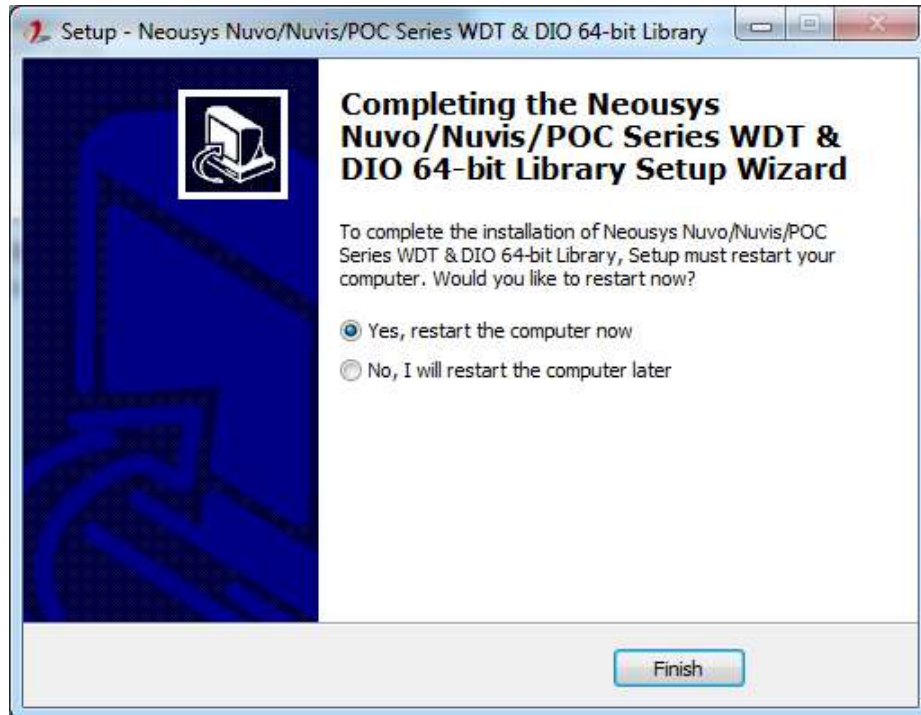 Setup - Neousys Nuvo/Nuvis/POC Series WDT & DIO 64-bit Library
Completing the Neousys
Nuvo/Nuvis/POC Series WDT &
DIO 64-bit Library Setup Wizard
To complete the installation of Neousys Nuvo/Nuvis/POC
Series WDT & DIO 64-bit Library, Setup must restart your
computer. Would you like to restart now?
Yes, restart the computer now
No, I will restart the computer later
Finish